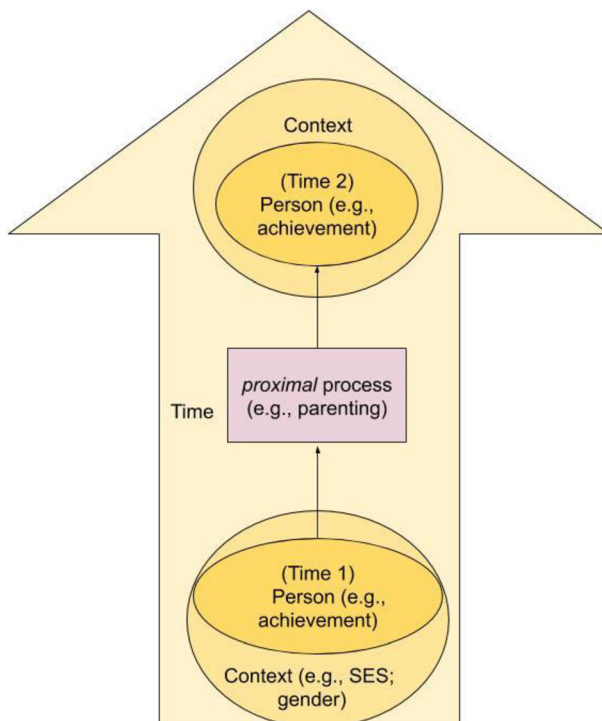 Context
(Time 2)
Person (e.g.,
achievement)
proximal process
(e.g., parenting)
Time
(Time 1)
Person (e.g.,
achievement)
Context (e.g., SES;
gender)